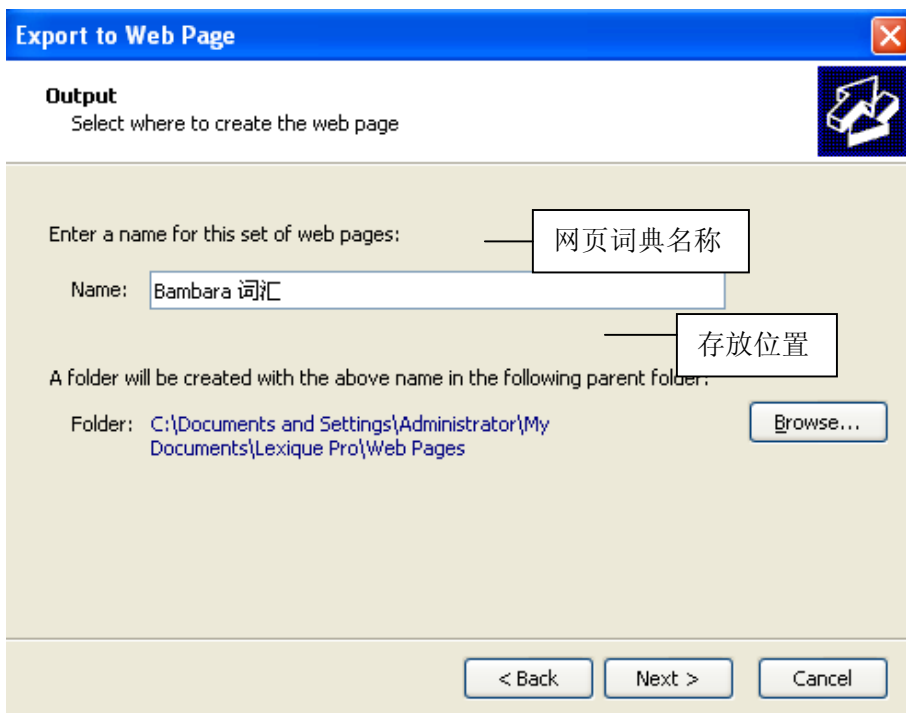 Export to Web Page
Output
Select where to create the web page
Enter a name for this set of web pages:
网页词典名称
Name: Bambara 词汇
存放位置
A folder will be created with the above name in the following parent folder:
Folder: C:\Documents and Settings\Administrator\My
Documents\Lexique Pro\Web Pages
Browse...
< Back Next > Cancel